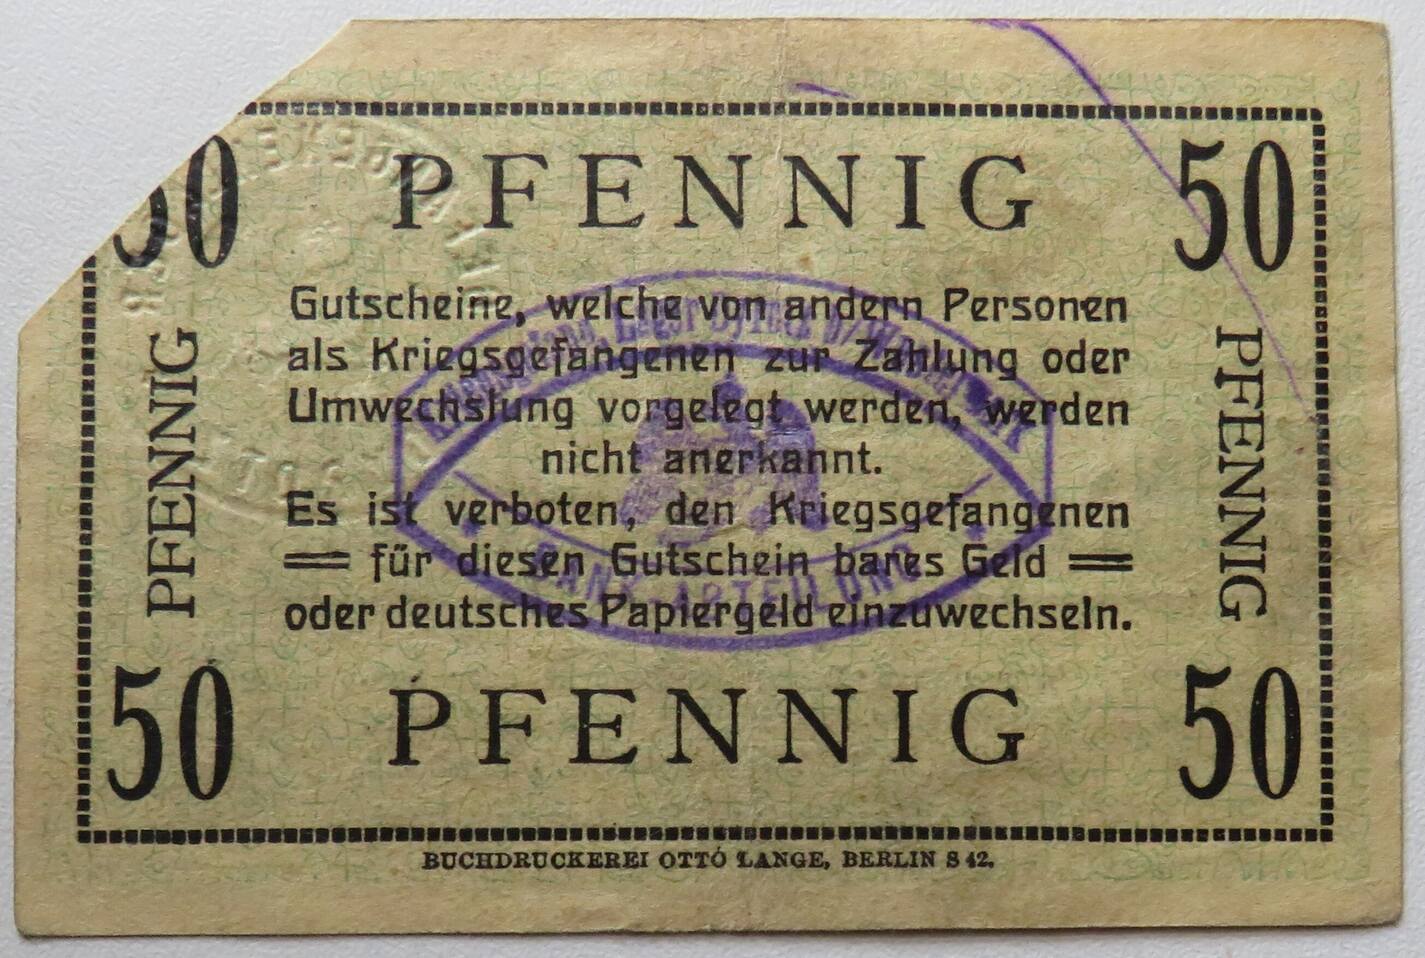 50 PFENNIG 50
Gutscheine, welche von andern Personen
als Kriegsgefangenen zur Zahlung oder
Umwechslung vorgelegt werden, werden
nicht anerkannt.
Es ist verboten, den Kriegsgefangenen
für diesen Gutschein bares Geld
oder deutsches Papiergeld einzuwechseln.
PFENNIG
PFENNIG
50 PFENNIG 50
BUCHDRUCKEREI OTTO LANGE, BERLIN S 42.
BANK-ABTEILUNG